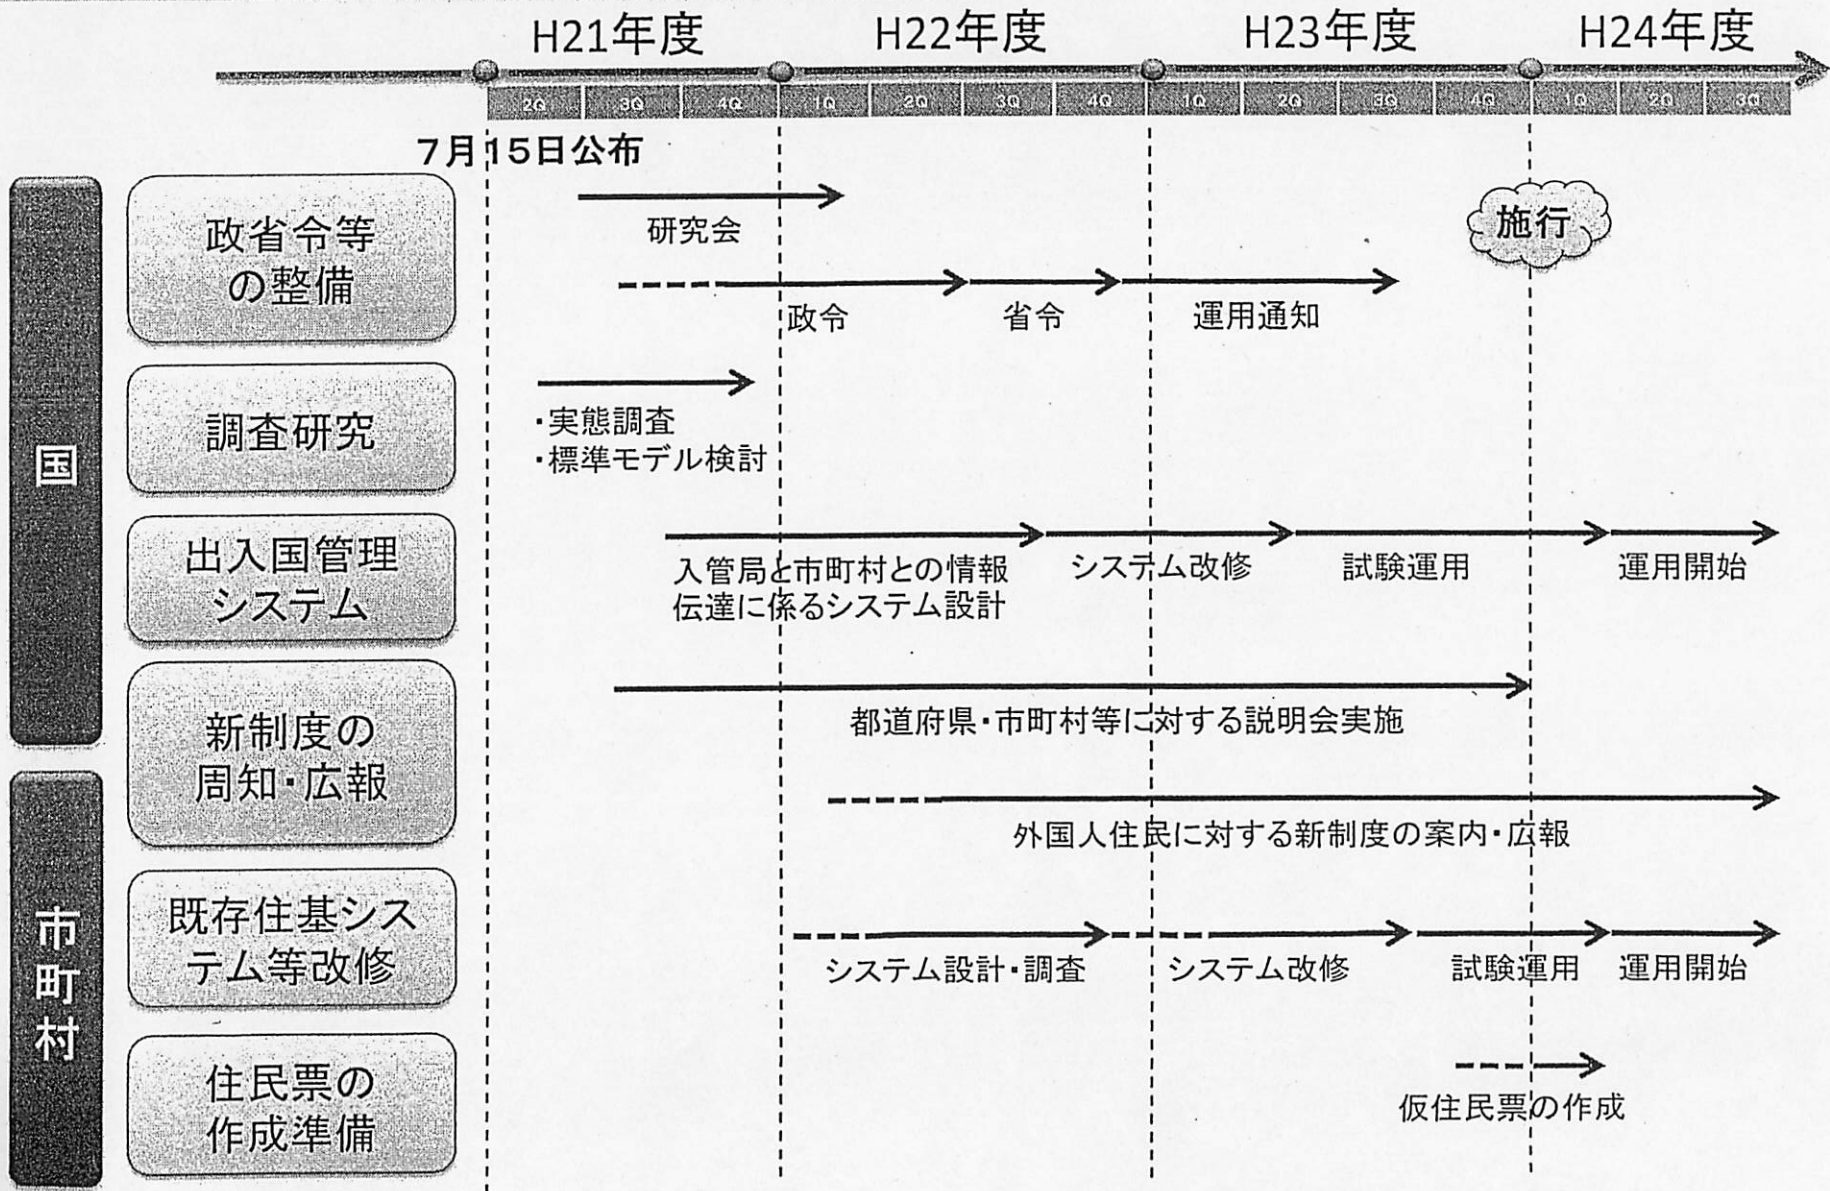 H21年度 H22年度 H23年度 H24年度
2Q 3Q 4Q 1Q 2Q 3Q 4Q 1Q 2Q 3Q 4Q 1Q 2Q 3Q
7月15日公布
国
政省令等
の整備
研究会
施行
政令 省令 運用通知
調査研究
・実態調査
・標準モデル検討
出入国管理
システム
入管局と市町村との情報
伝達に係るシステム設計
システム改修 試験運用 運用開始
新制度の
周知・広報
都道府県・市町村等に対する説明会実施
外国人住民に対する新制度の案内・広報
市町村
既存住基シス
テム等改修
システム設計・調査 システム改修 試験運用 運用開始
住民票の
作成準備
仮住民票の作成